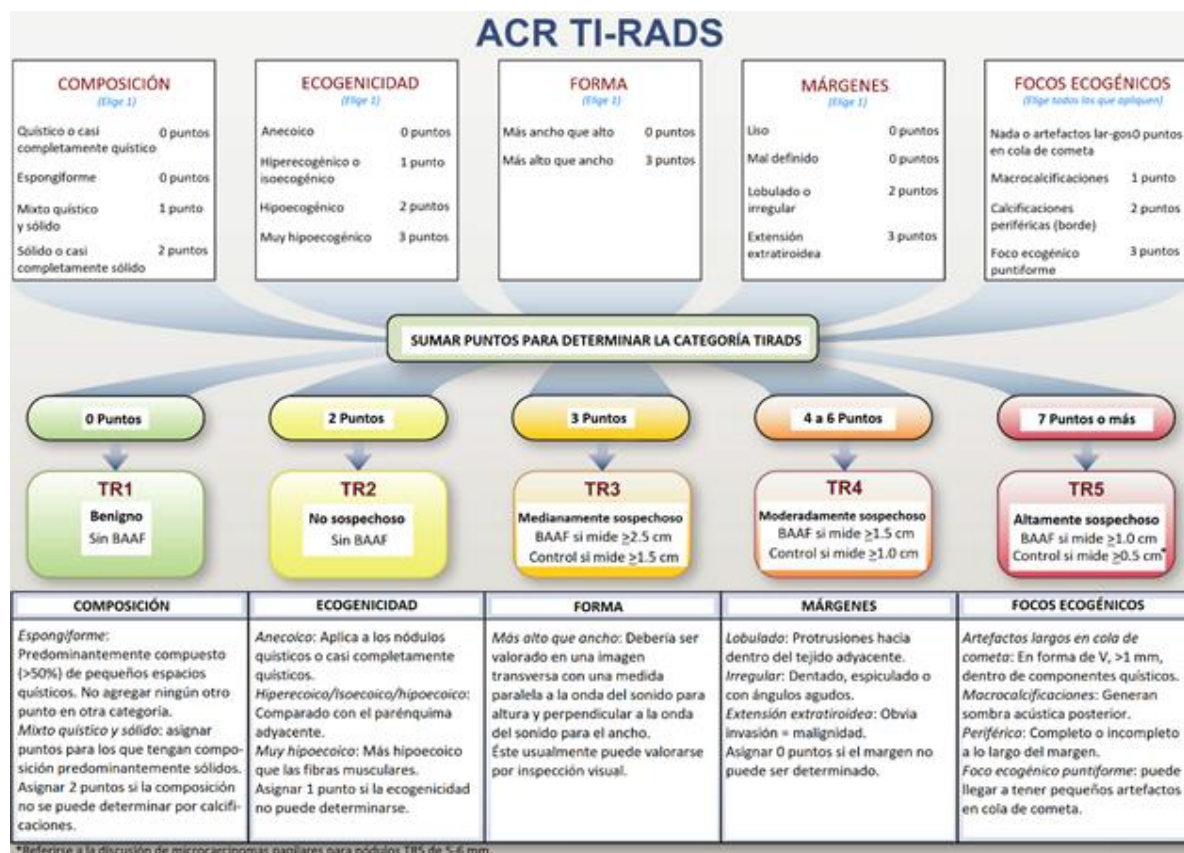 ACR TI-RADS
COMPOSICIÓN
(Elige 1)
Quístico o casi 0 puntos
completamente quístico
Espongiforme 0 puntos
Mixto quístico 1 punto
y sólido
Sólido o casi 2 puntos
completamente sólido
ECOGENICIDAD
(Elige 1)
Anecoico 0 puntos
Hiperecogénico o 1 punto
isoecogénico
Hipoecogénico 2 puntos
Muy hipoecogénico 3 puntos
FORMA
(Elige 1)
Más ancho que alto 0 puntos
Más alto que ancho 3 puntos
MÁRGENES
(Elige 1)
Liso 0 puntos
Mal definido 0 puntos
Lobulado o 2 puntos
irregular
Extensión 3 puntos
extratiroidea
FOCOS ECOGÉNICOS
(Elige todos los que apliquen)
Nada o artefactos lar-gos0 puntos
en cola de cometa
Macrocalcificaciones 1 punto
Calcificaciones 2 puntos
periféricas (borde)
Foco ecogénico 3 puntos
puntiforme
SUMAR PUNTOS PARA DETERMINAR LA CATEGORÍA TIRADS
0 Puntos
2 Puntos
3 Puntos
4 a 6 Puntos
7 Puntos o más
TR1
Benigno
Sin BAAF
TR2
No sospechoso
Sin BAAF
TR3
Medianamente sospechoso
BAAF si mide ≥2.5 cm
Control si mide ≥1.5 cm
TR4
Moderadamente sospechoso
BAAF si mide ≥1.5 cm
Control si mide ≥1.0 cm
TR5
Altamente sospechoso
BAAF si mide ≥1.0 cm
Control si mide ≥0.5 cm*
COMPOSICIÓN
Espongiforme:
Predominantemente compuesto
(>50%) de pequeños espacios
quísticos. No agregar ningún otro
punto en otra categoría.
Mixto quístico y sólido: asignar
puntos para los que tengan compo-
sición predominantemente sólidos.
Asignar 2 puntos si la composición
no se puede determinar por calcifi-
caciones.
ECOGENICIDAD
Anecoico: Aplica a los nódulos
quísticos o casi completamente
quísticos.
Hiperecoico/Isoecoico/hipoecoico:
Comparado con el parénquima
adyacente.
Muy hipoecoico: Más hipoecoico
que las fibras musculares.
Asignar 1 punto si la ecogenicidad
no puede determinarse.
FORMA
Más alto que ancho: Debería ser
valorado en una imagen
transversa con una medida
paralela a la onda del sonido para
altura y perpendicular a la onda
del sonido para el ancho.
Éste usualmente puede valorarse
por inspección visual.
MÁRGENES
Lobulado: Protrusiones hacia
dentro del tejido adyacente.
Irregular: Dentado, espiculado o
con ángulos agudos.
Extensión extratiroidea: Obvia
invasión = malignidad.
Asignar 0 puntos si el margen no
puede ser determinado.
FOCOS ECOGÉNICOS
Artefactos largos en cola de
cometa: En forma de V, >1 mm,
dentro de componentes quísticos.
Macrocalcificaciones: Generan
sombra acústica posterior.
Periférico: Completo o incompleto
a lo largo del margen.
Foco ecogénico puntiforme: puede
llegar a tener pequeños artefactos
en cola de cometa.
*Referirse a la discusión de microcarcinomas papilares para nódulos TR5 de 5-6 mm.